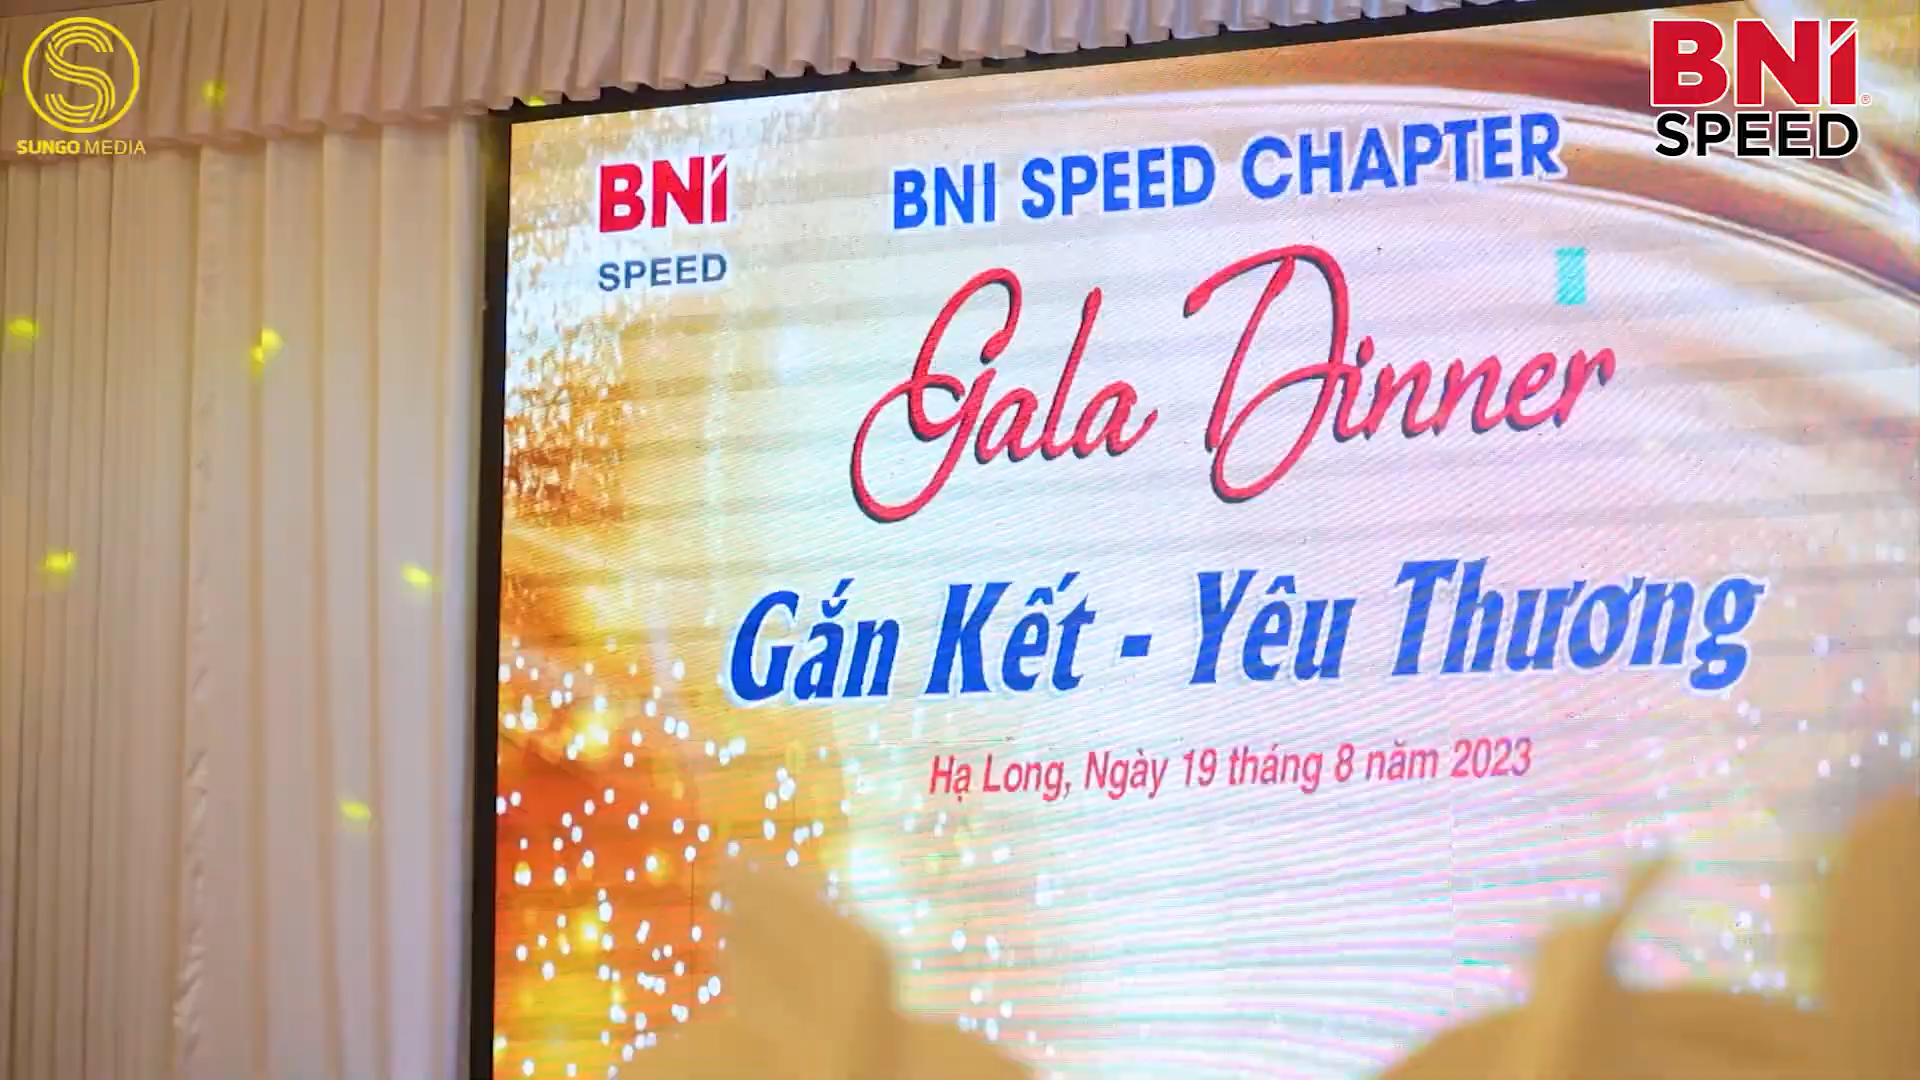 SUNGO MEDIA
BNI
SPEED
BNI
SPEED
BNI SPEED CHAPTER
Gala Dinner
Gắn Kết - Yêu Thương
Hạ Long, Ngày 19 tháng 8 năm 2023